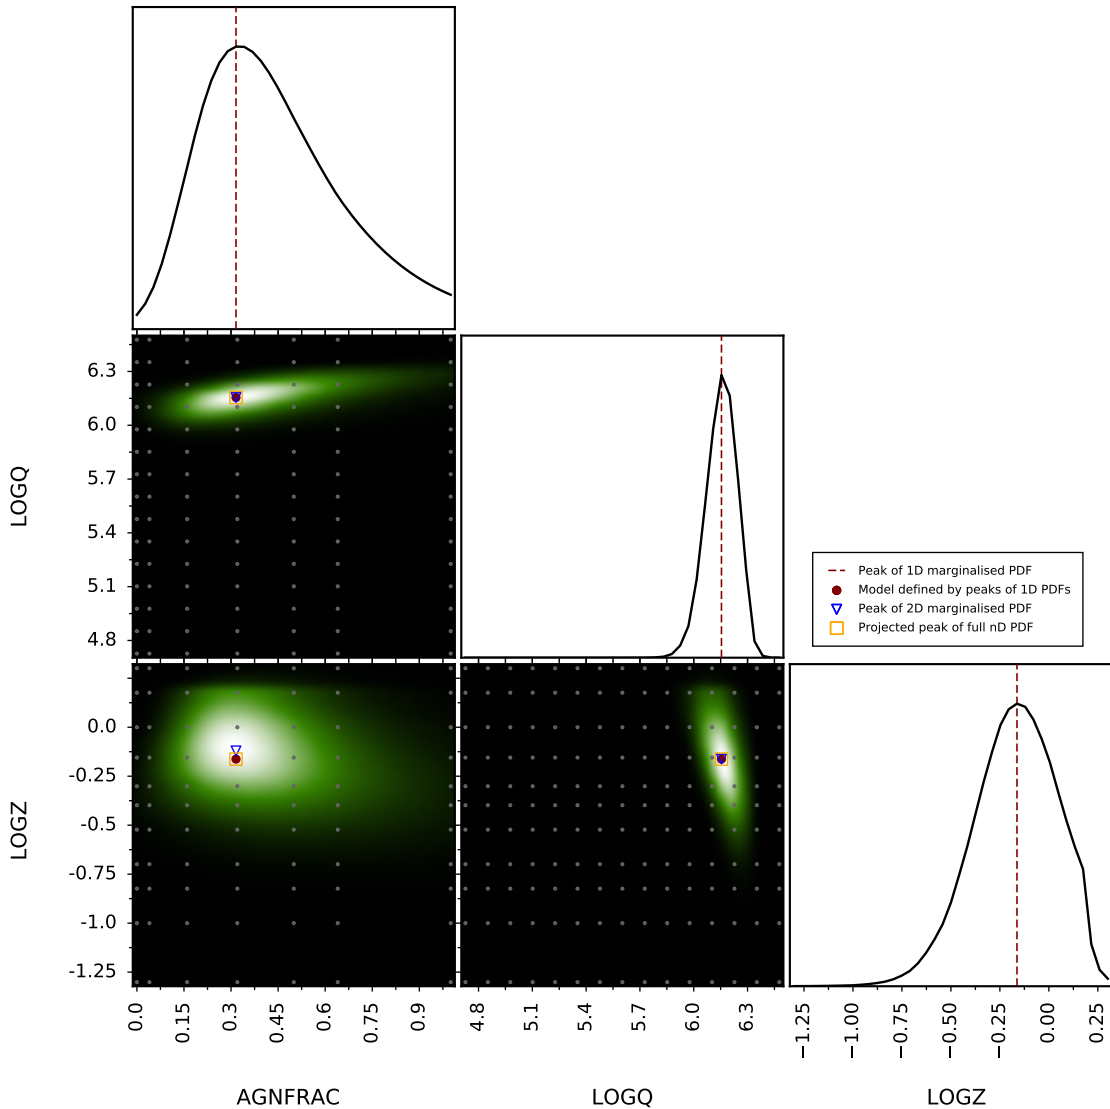 6.3
6.0
5.7
5.4
5.1
4.8
LOGQ
Peak of 1D marginalised PDF
Model defined by peaks of 1D PDFs
Peak of 2D marginalised PDF
Projected peak of full nD PDF
0.0
-0.25
-0.5
-0.75
-1.0
-1.25
LOGZ
0.0 0.15 0.3 0.45 0.6 0.75 0.9
4.8 5.1 5.4 5.7 6.0 6.3
−1.25 −1.00 −0.75 −0.50 −0.25 0.00 0.25
AGNFRAC LOGQ LOGZ